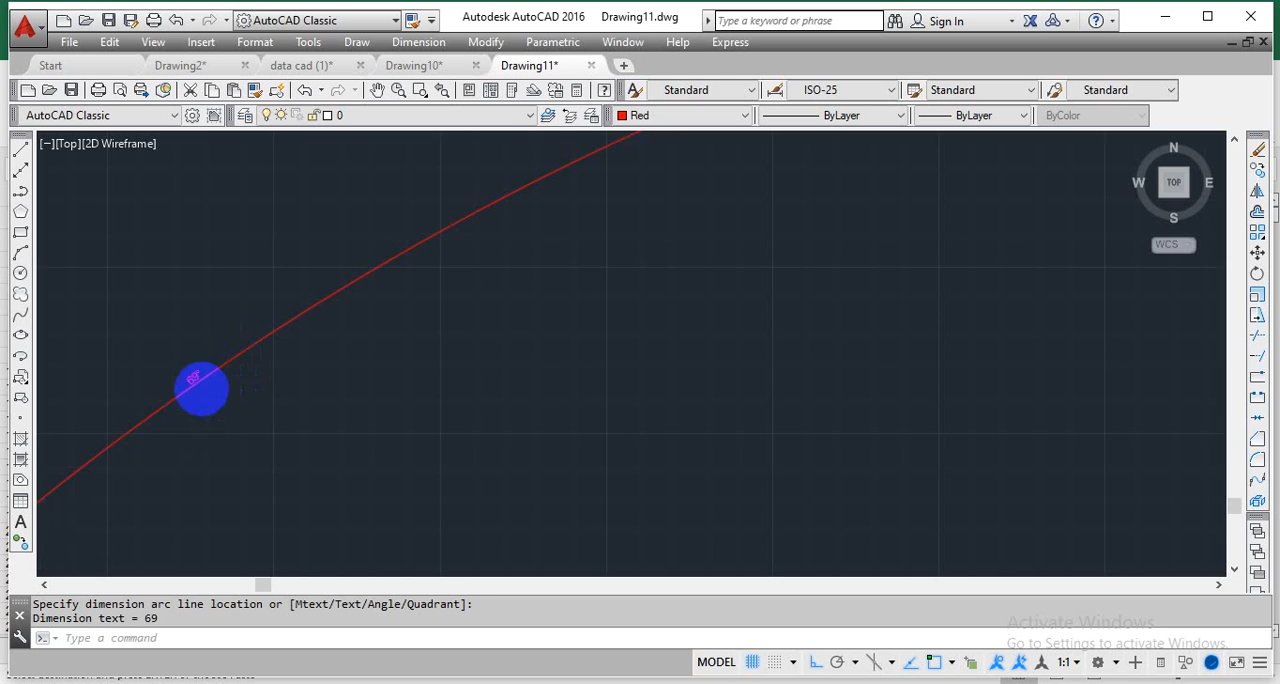 AutoCAD Classic
Autodesk AutoCAD 2016 Drawing11.dwg
Type a keyword or phrase
Sign In
File Edit View Insert Format Tools Draw Dimension Modify Parametric Window Help Express
Start Drawing2* data cad (1)* Drawing10* Drawing11*
Standard ISO-25 Standard Standard
AutoCAD Classic 0 Red ByLayer ByLayer ByColor
[−][Top][2D Wireframe]
N
W TOP E
S
WCS
69°
Specify dimension arc line location or [Mtext/Text/Angle/Quadrant]:
Dimension text = 69
Type a command
Activate Windows
Go to Settings to activate Windows.
MODEL 1:1